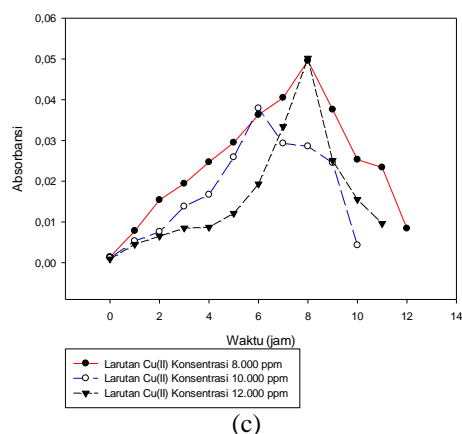 0,06
0,05
0,04
0,03
0,02
0,01
0,00
Absorbansi
0 2 4 6 8 10 12 14
Waktu (jam)
Larutan Cu(II) Konsentrasi 8.000 ppm
Larutan Cu(II) Konsentrasi 10.000 ppm
Larutan Cu(II) Konsentrasi 12.000 ppm
(c)